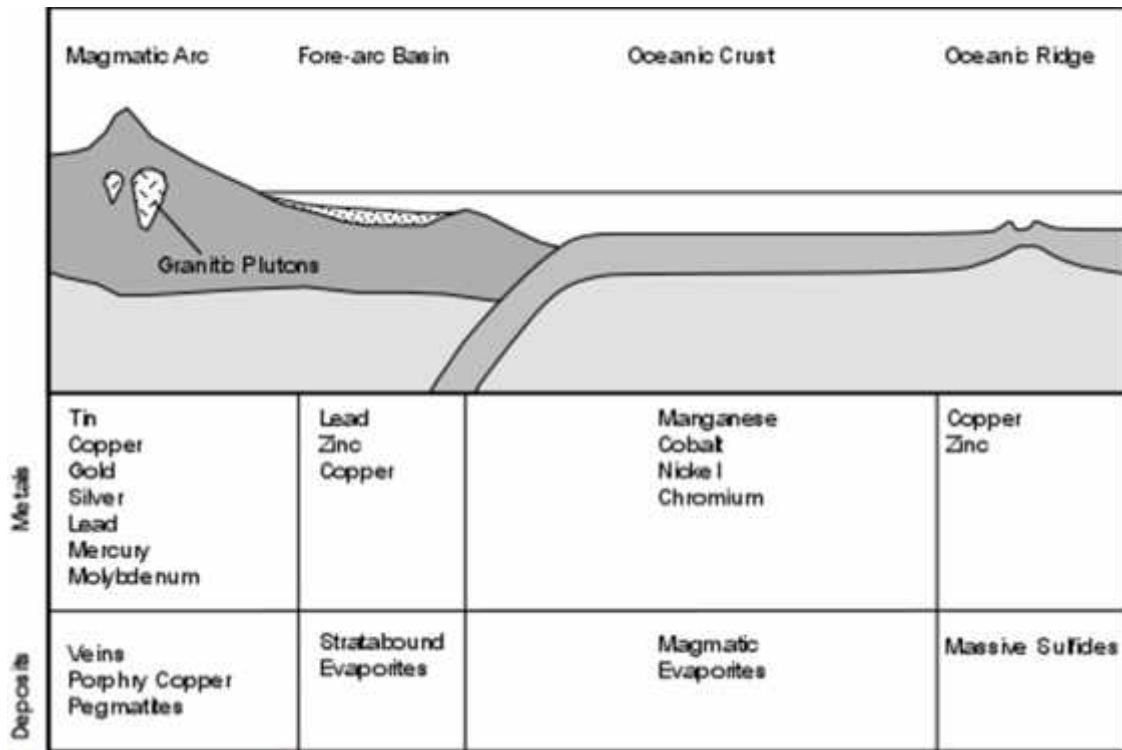 Magmatic Arc
Fore-arc Basin
Oceanic Crust
Oceanic Ridge
Granitic Plutons
Metals
Tin
Copper
Gold
Silver
Lead
Mercury
Molybdenum
Lead
Zinc
Copper
Manganese
Cobalt
Nickel
Chromium
Copper
Zinc
Deposits
Veins
Porphry Copper
Pegmatites
Stratabound
Evaporites
Magmatic
Evaporites
Massive Sulfides